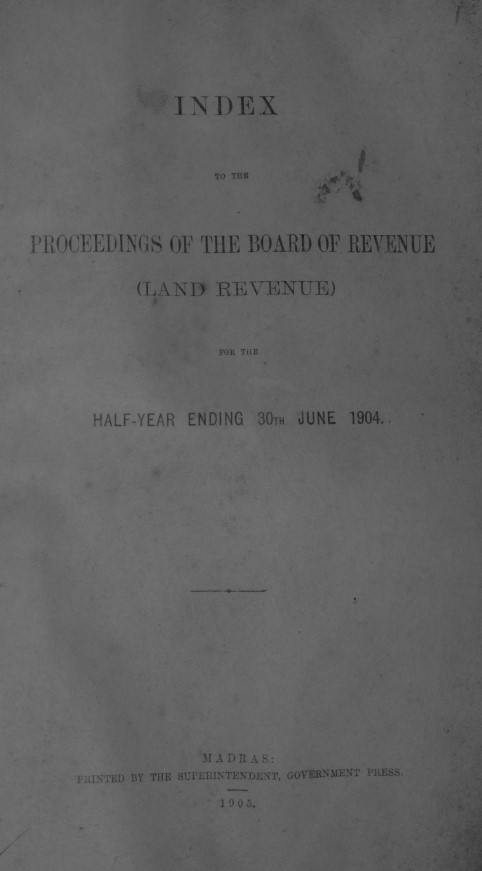 INDEX
TO THE
PROCEEDINGS OF THE BOARD OF REVENUE
(LAND REVENUE)
FOR THE
HALF-YEAR ENDING 30TH JUNE 1904.
MADRAS:
PRINTED BY THE SUPERINTENDENT, GOVERNMENT PRESS.
1905.